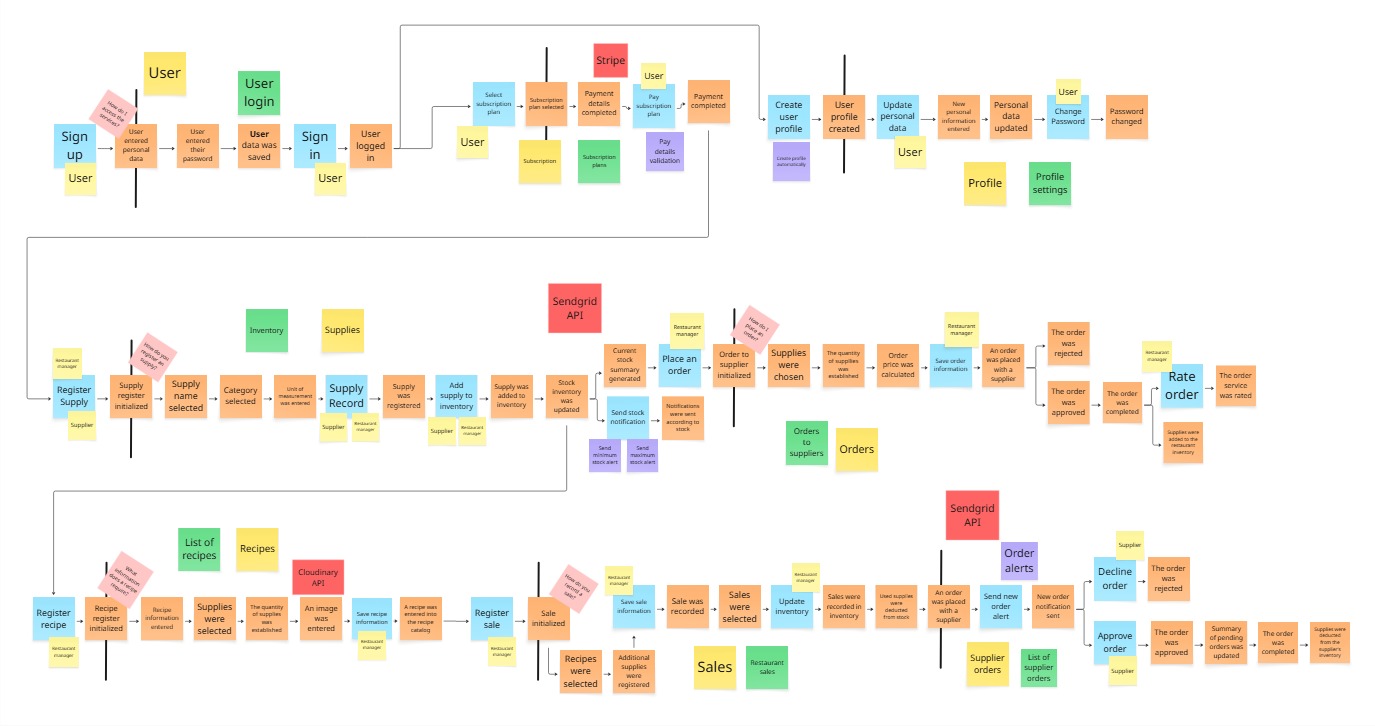 User
User
login
How do I
access the
services?
Sign
up
User
User
entered
personal
data
User
entered
their
password
User
data was
saved
Sign
in
User
User
logged
in
Stripe
Select
subscription
plan
User
Subscription
plan selected
Payment
details
completed
User
Pay
subscription
plan
Payment
completed
Subscription
Subscription
plans
Pay
details
validation
Create
user
profile
Create profile
automatically
User
profile
created
Update
personal
data
User
New
personal
information
entered
Personal
data
updated
User
Change
Password
Password
changed
Profile
Profile
settings
Inventory
Supplies
Restaurant
manager
Register
Supply
Supplier
How do you
register a
supply?
Supply
register
initialized
Supply
name
selected
Category
selected
Unit of
measurement
was entered
Supply
Record
Supplier
Restaurant
manager
Supply
was
registered
Add
supply to
inventory
Supplier
Restaurant
manager
Supply was
added to
inventory
Stock
inventory
was
updated
Sendgrid
API
Current
stock
summary
generated
Restaurant
manager
Place an
order
Send stock
notification
Send
minimum
stock alert
Send
maximum
stock alert
Notifications
were sent
according to
stock
How do I
place an
order?
Order to
supplier
initialized
Supplies
were
chosen
The quantity
of supplies
was
established
Order
price was
calculated
Restaurant
manager
Save order
information
An order
was placed
with a
supplier
The order
was
rejected
The order
was
approved
The order
was
completed
Restaurant
manager
Rate
order
The order
service
was rated
Supplies were
added to the
restaurant
inventory
Orders
to
suppliers
Orders
List of
recipes
Recipes
Cloudinary
API
Register
recipe
Restaurant
manager
What
information
does a recipe
require?
Recipe
register
initialized
Recipe
information
entered
Supplies
were
selected
The quantity
of supplies
was
established
An image
was
entered
Save recipe
information
Restaurant
manager
A recipe was
entered into
the recipe
catalog
Register
sale
Restaurant
manager
How do you
record a
sale?
Sale
initialized
Recipes
were
selected
Additional
supplies
were
registered
Restaurant
manager
Save sale
information
Sale was
recorded
Sales
were
selected
Restaurant
manager
Update
inventory
Sales were
recorded in
inventory
Used supplies
were
deducted
from stock
Sales
Restaurant
sales
Sendgrid
API
Order
alerts
An order
was placed
with a
supplier
Send new
order
alert
New order
notification
sent
Supplier
orders
List of
supplier
orders
Supplier
Decline
order
The order
was
rejected
Approve
order
Supplier
The order
was
approved
Summary
of pending
orders was
updated
The order
was
completed
Supplies were
deducted
from the
supplier's
inventory